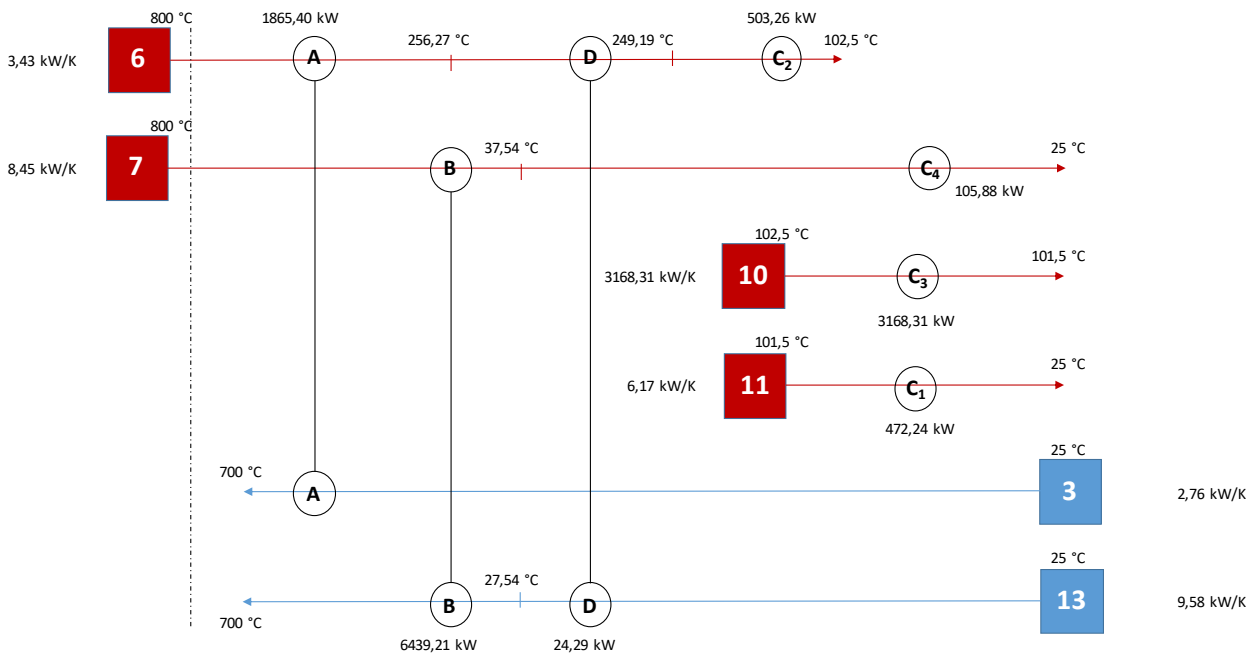 800 °C
1865,40 kW
503,26 kW
256,27 °C
249,19 °C
102,5 °C
3,43 kW/K
6
A
D
C₂
800 °C
37,54 °C
25 °C
8,45 kW/K
7
B
C₄
105,88 kW
102,5 °C
101,5 °C
3168,31 kW/K
10
C₃
3168,31 kW
101,5 °C
25 °C
6,17 kW/K
11
C₁
472,24 kW
700 °C
25 °C
A
3
2,76 kW/K
27,54 °C
25 °C
B
D
13
9,58 kW/K
700 °C
6439,21 kW
24,29 kW